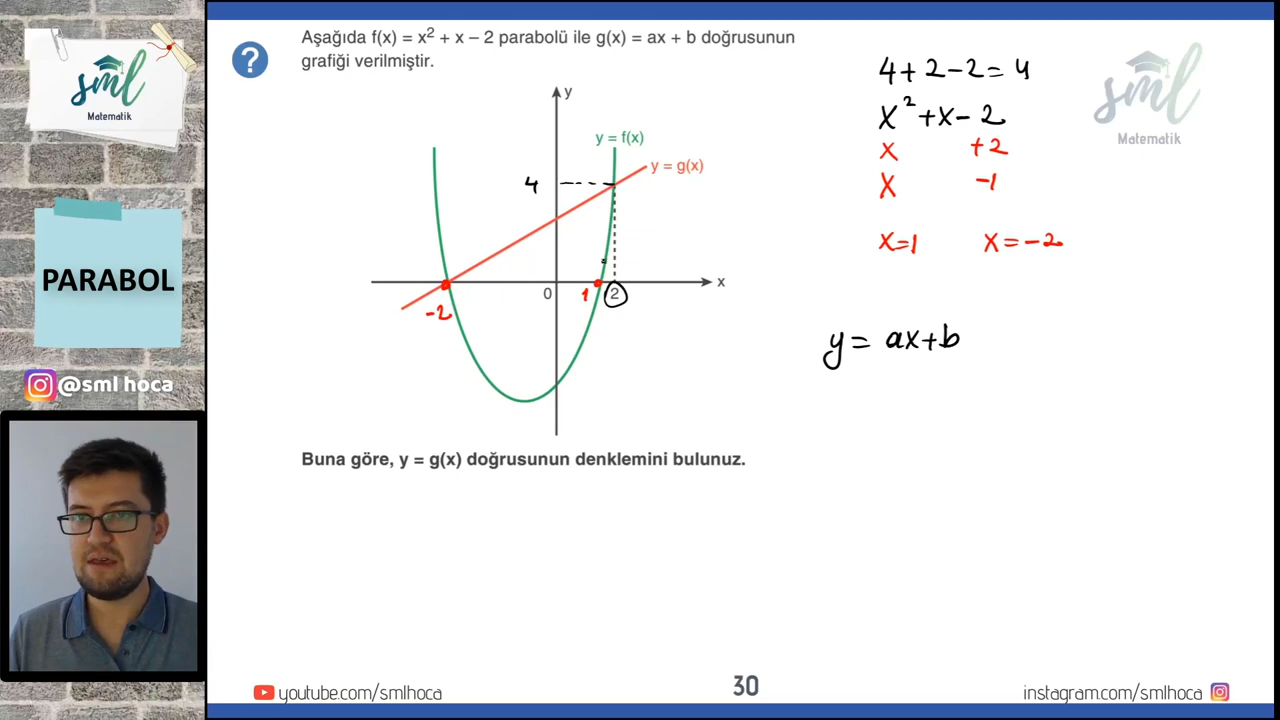 sml
Matematik
PARABOL
@sml hoca
?
Aşağıda f(x) = x² + x – 2 parabolü ile g(x) = ax + b doğrusunun
grafiği verilmiştir.
y
y = f(x)
y = g(x)
4
x
0
-2
1
2
Buna göre, y = g(x) doğrusunun denklemini bulunuz.
4+2-2=4
x²+x-2
x +2
x -1
x=1 x=-2
y= ax+b
sml
Matematik
youtube.com/smlhoca
30
instagram.com/smlhoca